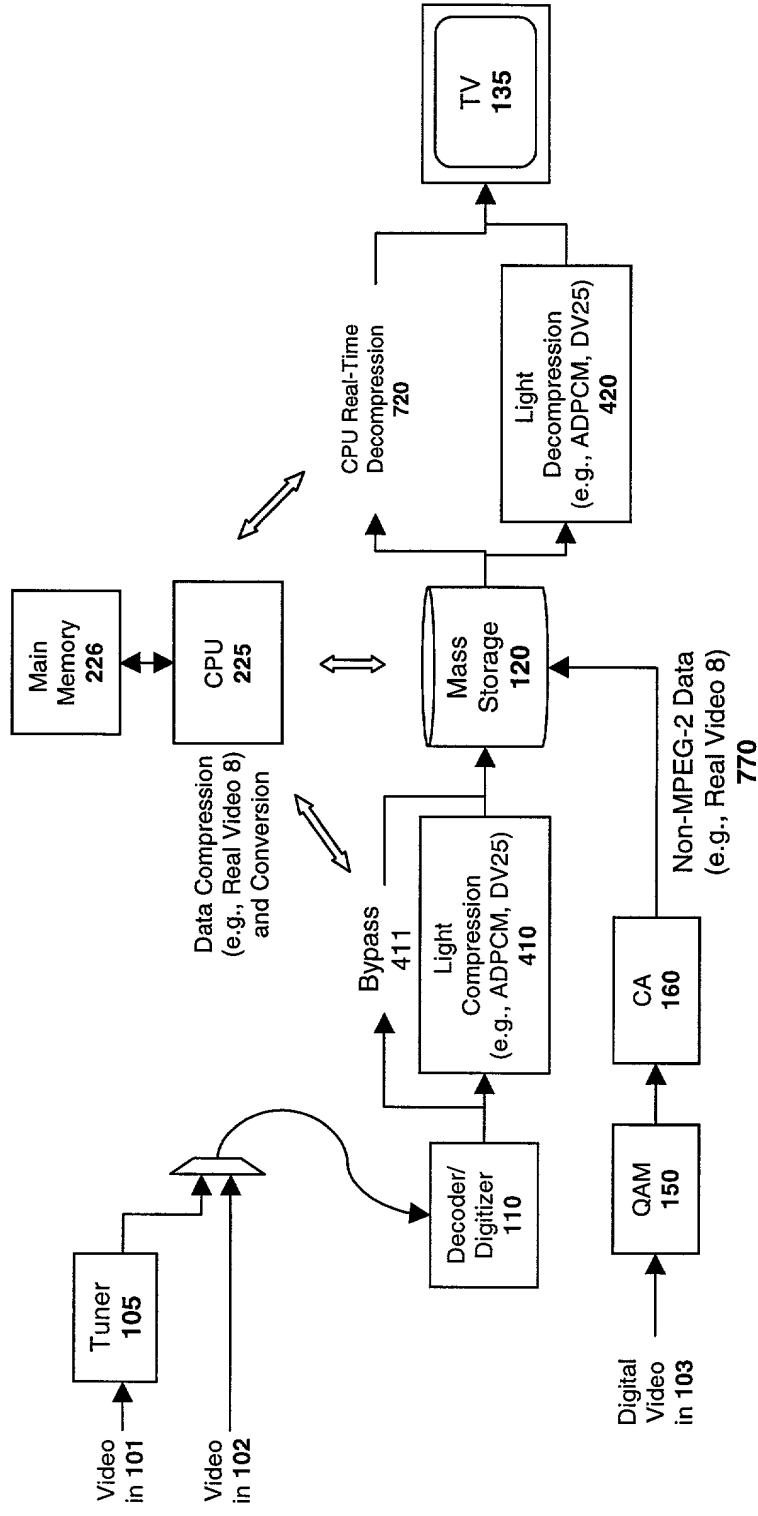 Video
in 101
Video
in 102
Tuner
105
Decoder/
Digitizer
110
Bypass
411
Light
Compression
(e.g., ADPCM, DV25)
410
Data Compression
(e.g., Real Video 8)
and Conversion
Main
Memory
226
CPU
225
Mass
Storage
120
CPU Real-Time
Decompression
720
Light
Decompression
(e.g., ADPCM, DV25)
420
TV
135
Digital
Video
in 103
QAM
150
CA
160
Non-MPEG-2 Data
(e.g., Real Video 8)
770